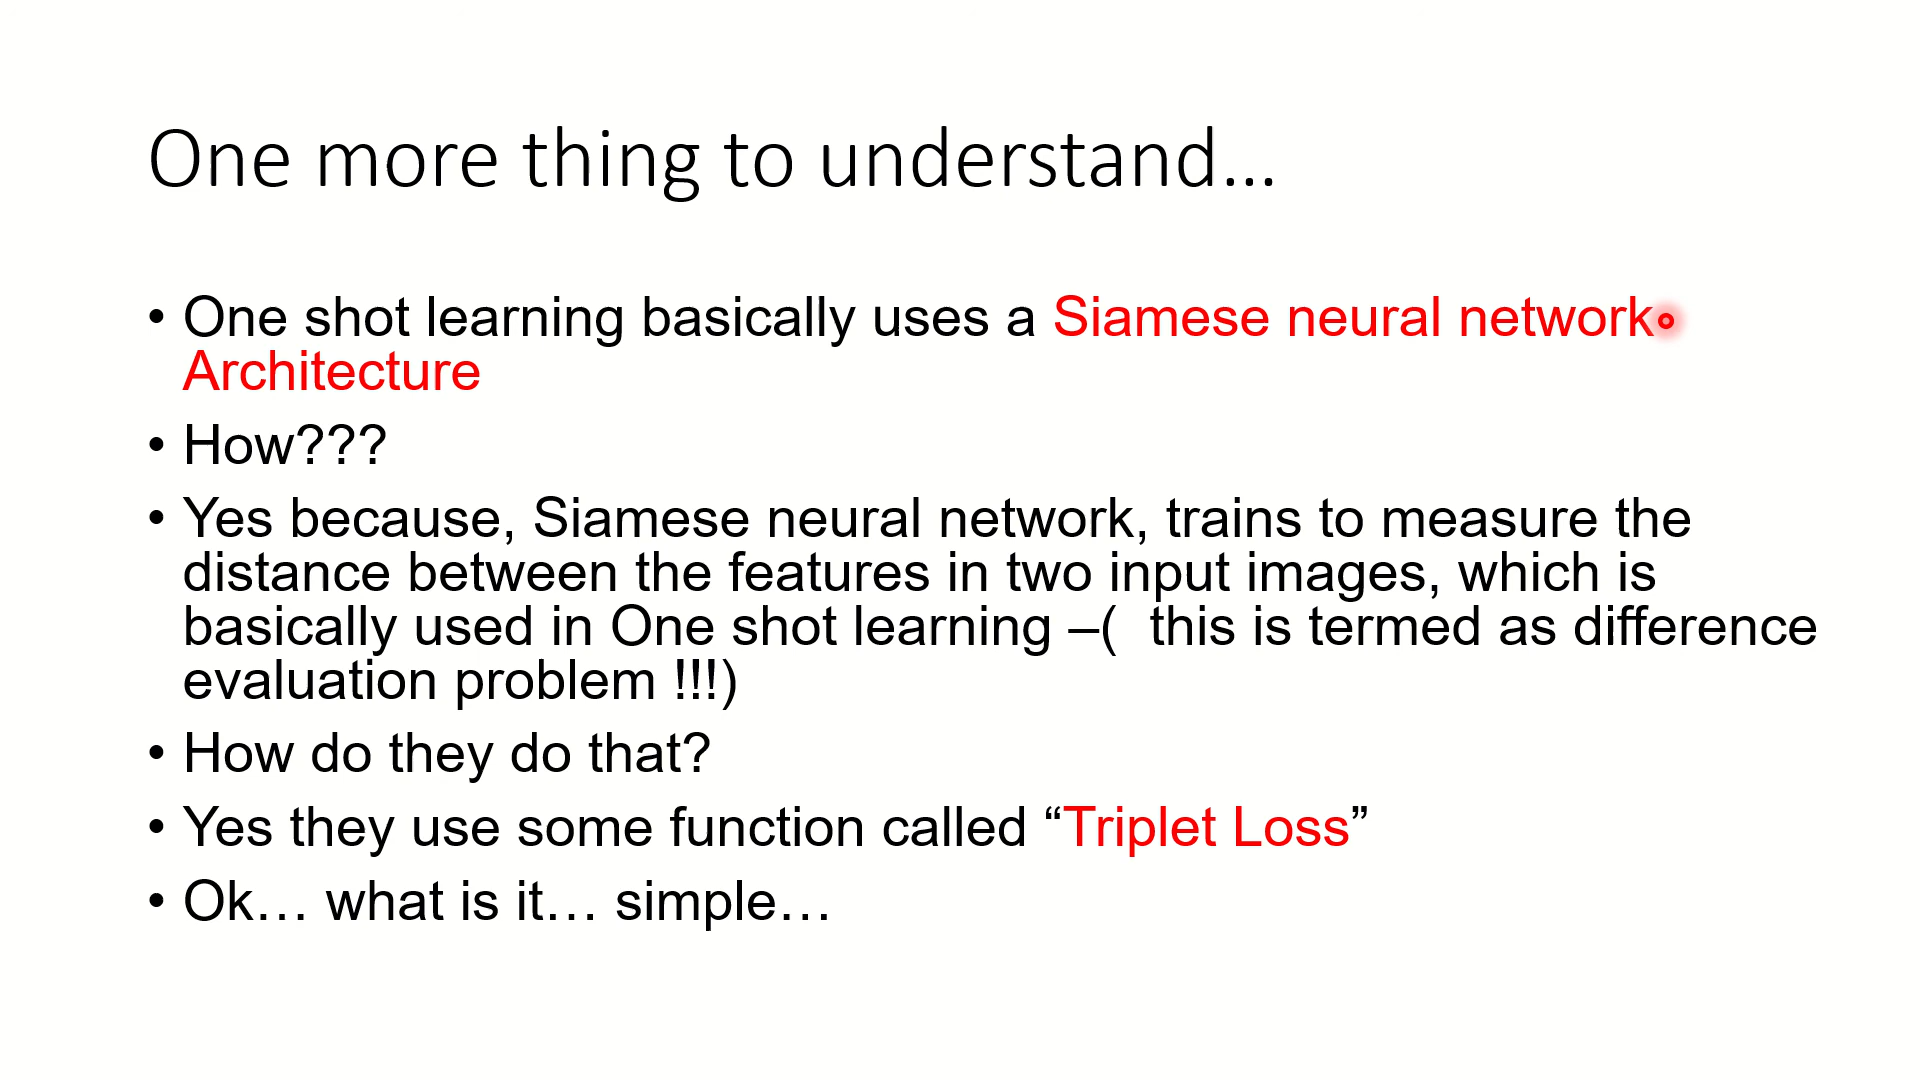 One more thing to understand…
• One shot learning basically uses a Siamese neural network
Architecture
• How???
• Yes because, Siamese neural network, trains to measure the
distance between the features in two input images, which is
basically used in One shot learning –(  this is termed as difference
evaluation problem !!!)
• How do they do that?
• Yes they use some function called “Triplet Loss”
• Ok… what is it… simple…